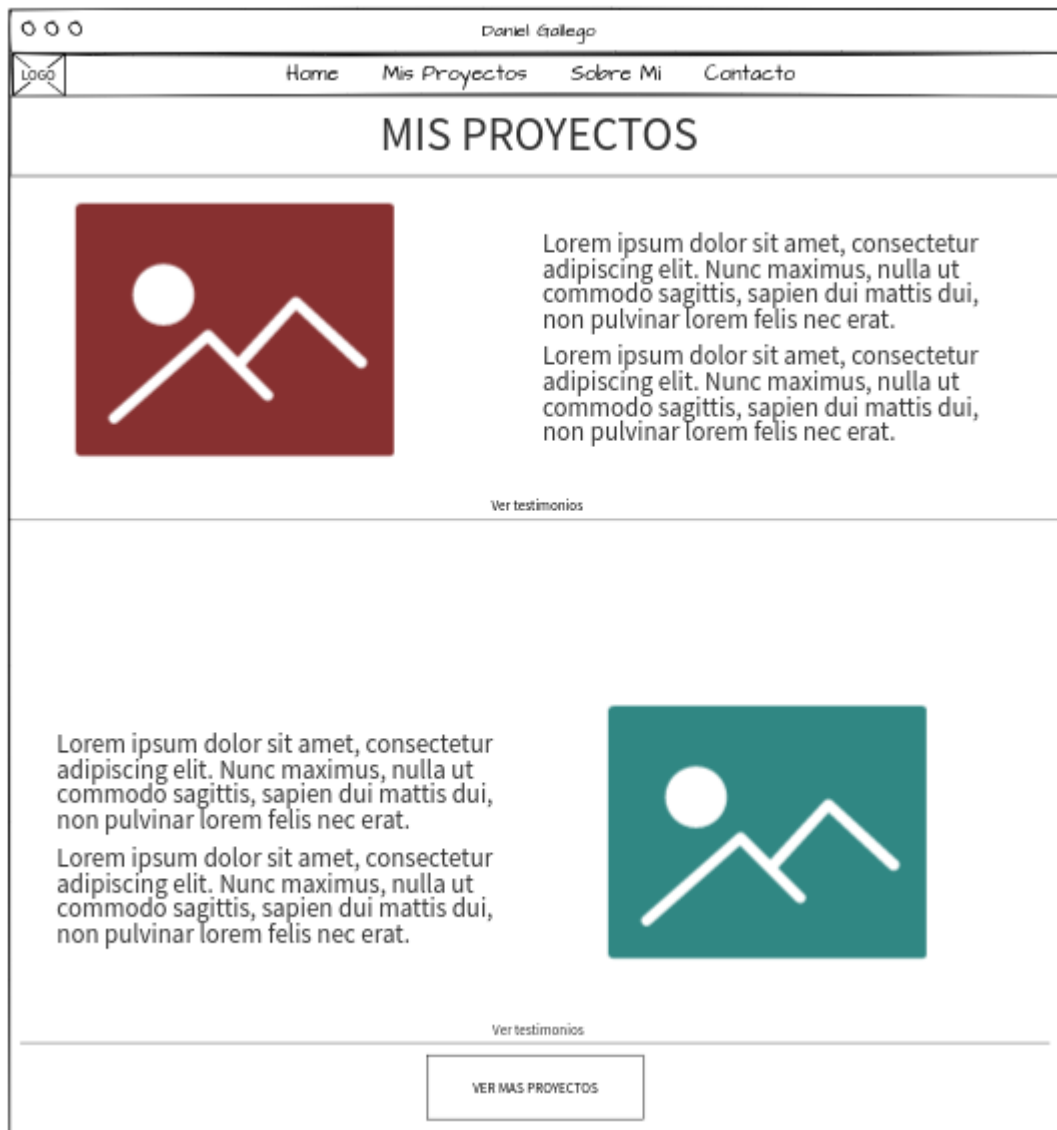 Daniel Gallego
LOGO
Home Mis Proyectos Sobre Mi Contacto
MIS PROYECTOS
Lorem ipsum dolor sit amet, consectetur
adipiscing elit. Nunc maximus, nulla ut
commodo sagittis, sapien dui mattis dui,
non pulvinar lorem felis nec erat.
Lorem ipsum dolor sit amet, consectetur
adipiscing elit. Nunc maximus, nulla ut
commodo sagittis, sapien dui mattis dui,
non pulvinar lorem felis nec erat.
Ver testimonios
Lorem ipsum dolor sit amet, consectetur
adipiscing elit. Nunc maximus, nulla ut
commodo sagittis, sapien dui mattis dui,
non pulvinar lorem felis nec erat.
Lorem ipsum dolor sit amet, consectetur
adipiscing elit. Nunc maximus, nulla ut
commodo sagittis, sapien dui mattis dui,
non pulvinar lorem felis nec erat.
Ver testimonios
VER MAS PROYECTOS